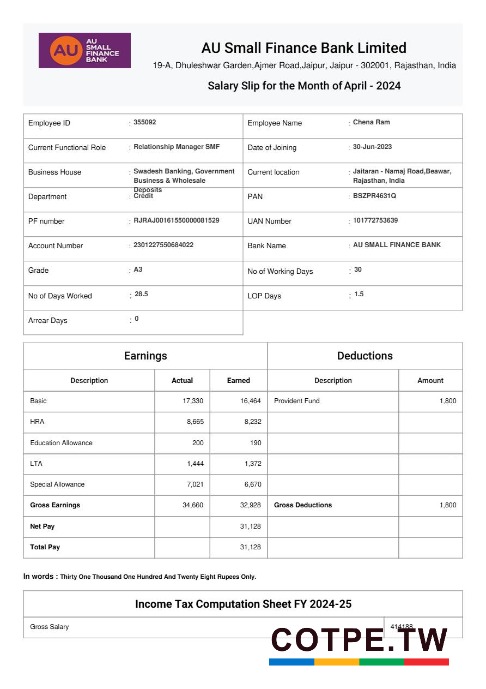 AU
AU
SMALL
FINANCE
BANK
AU Small Finance Bank Limited
19-A, Dhuleshwar Garden,Ajmer Road,Jaipur, Jaipur - 302001, Rajasthan, India
Salary Slip for the Month of April - 2024
Employee ID : 355092 Employee Name : Chena Ram
Current Functional Role : Relationship Manager SMF Date of Joining : 30-Jun-2023
Business House : Swadesh Banking, Government Business & Wholesale Deposits Current location : Jaitaran - Namaj Road,Beawar, Rajasthan, India
Department Credit PAN : BSZPR4631Q
PF number : RJRAJ00161550000081529 UAN Number : 101772753639
Account Number : 2301227550684022 Bank Name : AU SMALL FINANCE BANK
Grade : A3 No of Working Days : 30
No of Days Worked : 28.5 LOP Days : 1.5
Arrear Days : 0
Earnings Deductions
Description Actual Earned Description Amount
Basic 17,330 16,464 Provident Fund 1,800
HRA 8,665 8,232
Education Allowance 200 190
LTA 1,444 1,372
Special Allowance 7,021 6,670
Gross Earnings 34,660 32,928 Gross Deductions 1,800
Net Pay 31,128
Total Pay 31,128
In words : Thirty One Thousand One Hundred And Twenty Eight Rupees Only.
Income Tax Computation Sheet FY 2024-25
Gross Salary 414188
COTPE.TW